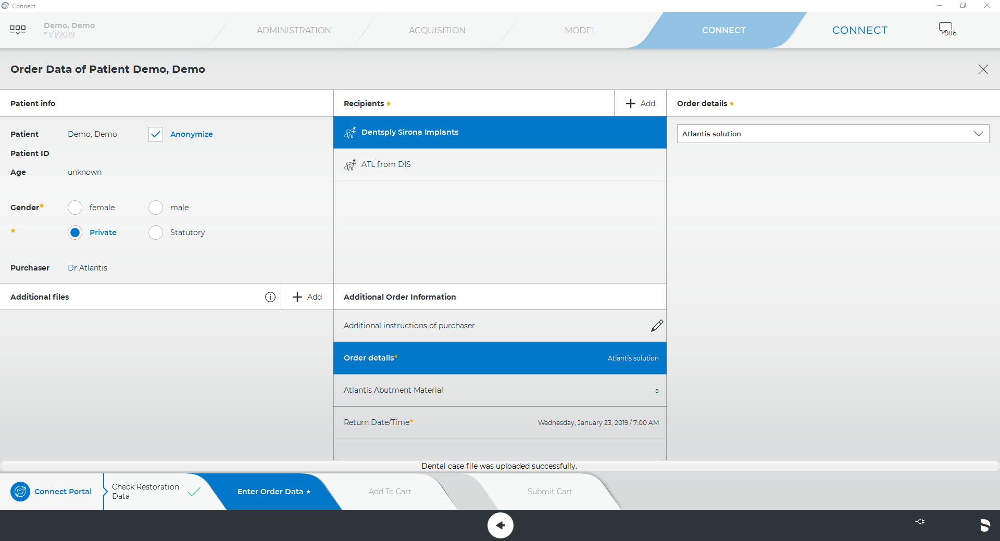 Connect
Demo, Demo
* 1/1/2019
ADMINISTRATION
ACQUISITION
MODEL
CONNECT
CONNECT
1986
Order Data of Patient Demo, Demo
Patient info
Patient Demo, Demo Anonymize
Patient ID
Age unknown
Gender★ female male
★ Private Statutory
Purchaser Dr Atlantis
Additional files
Add
Recipients ★
Add
Dentsply Sirona Implants
ATL from DIS
Additional Order Information
Additional instructions of purchaser
Order details★ Atlantis solution
Atlantis Abutment Material a
Return Date/Time★ Wednesday, January 23, 2019 / 7:00 AM
Order details ★
Atlantis solution
Dental case file was uploaded successfully.
Connect Portal
Check Restoration
Data
Enter Order Data ★
Add To Cart
Submit Cart